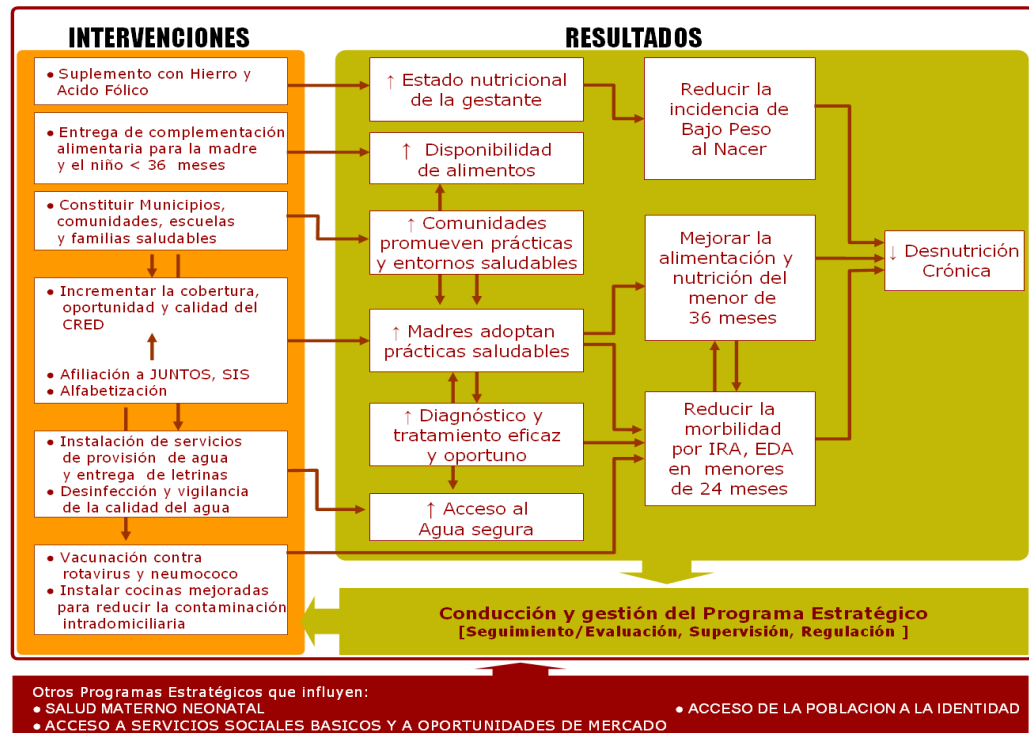 INTERVENCIONES
● Suplemento con Hierro y
Acido Fólico
● Entrega de complementación
alimentaria para la madre
y el niño < 36 meses
● Constituir Municipios,
comunidades, escuelas
y familias saludables
● Incrementar la cobertura,
oportunidad y calidad del
CRED
● Afiliación a JUNTOS, SIS
● Alfabetización
● Instalación de servicios
de provisión de agua
y entrega de letrinas
● Desinfección y vigilancia
de la calidad del agua
● Vacunación contra
rotavirus y neumococo
● Instalar cocinas mejoradas
para reducir la contaminación
intradomiciliaria
RESULTADOS
↑ Estado nutricional
de la gestante
↑ Disponibilidad
de alimentos
↑ Comunidades
promueven prácticas
y entornos saludables
↑ Madres adoptan
prácticas saludables
↑ Diagnóstico y
tratamiento eficaz
y oportuno
↑ Acceso al
Agua segura
Reducir la
incidencia de
Bajo Peso
al Nacer
Mejorar la
alimentación y
nutrición del
menor de
36 meses
Reducir la
morbilidad
por IRA, EDA
en menores
de 24 meses
↓ Desnutrición
Crónica
Conducción y gestión del Programa Estratégico
[Seguimiento/Evaluación, Supervisión, Regulación ]
Otros Programas Estratégicos que influyen:
● SALUD MATERNO NEONATAL
● ACCESO A SERVICIOS SOCIALES BASICOS Y A OPORTUNIDADES DE MERCADO
● ACCESO DE LA POBLACION A LA IDENTIDAD